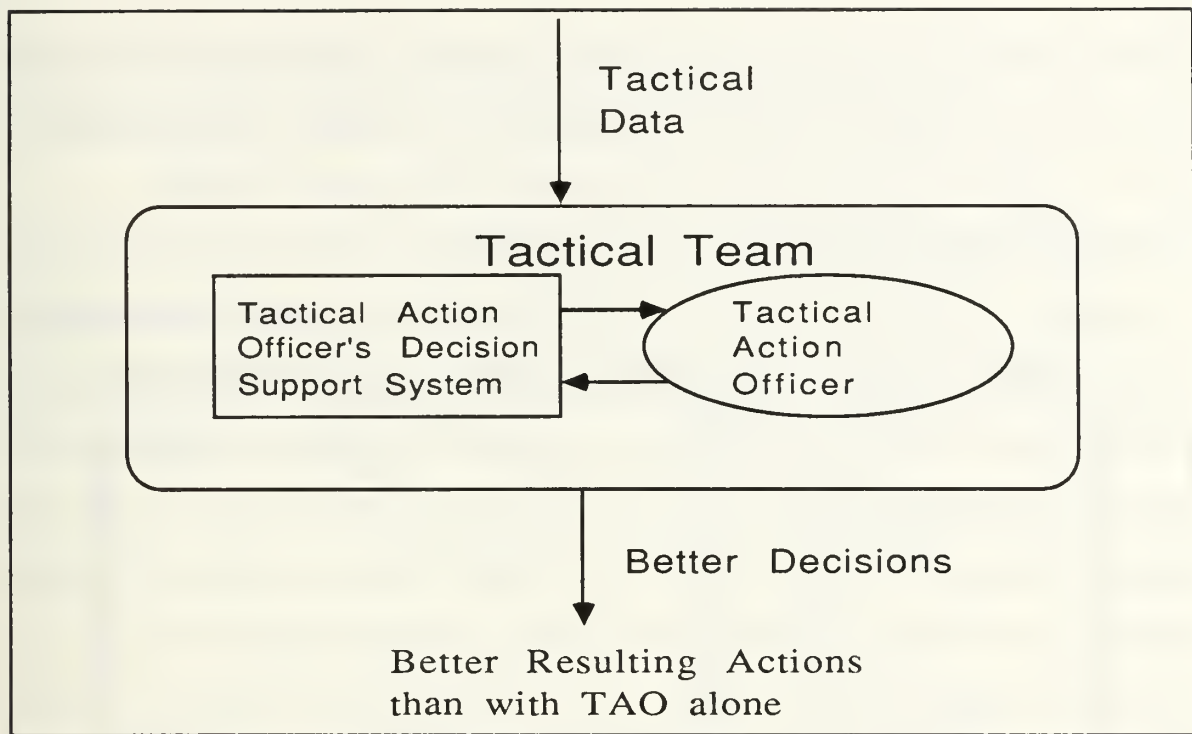 Tactical
Data
Tactical Team
Tactical Action
Officer's Decision
Support System
Tactical
Action
Officer
Better Decisions
Better Resulting Actions
than with TAO alone